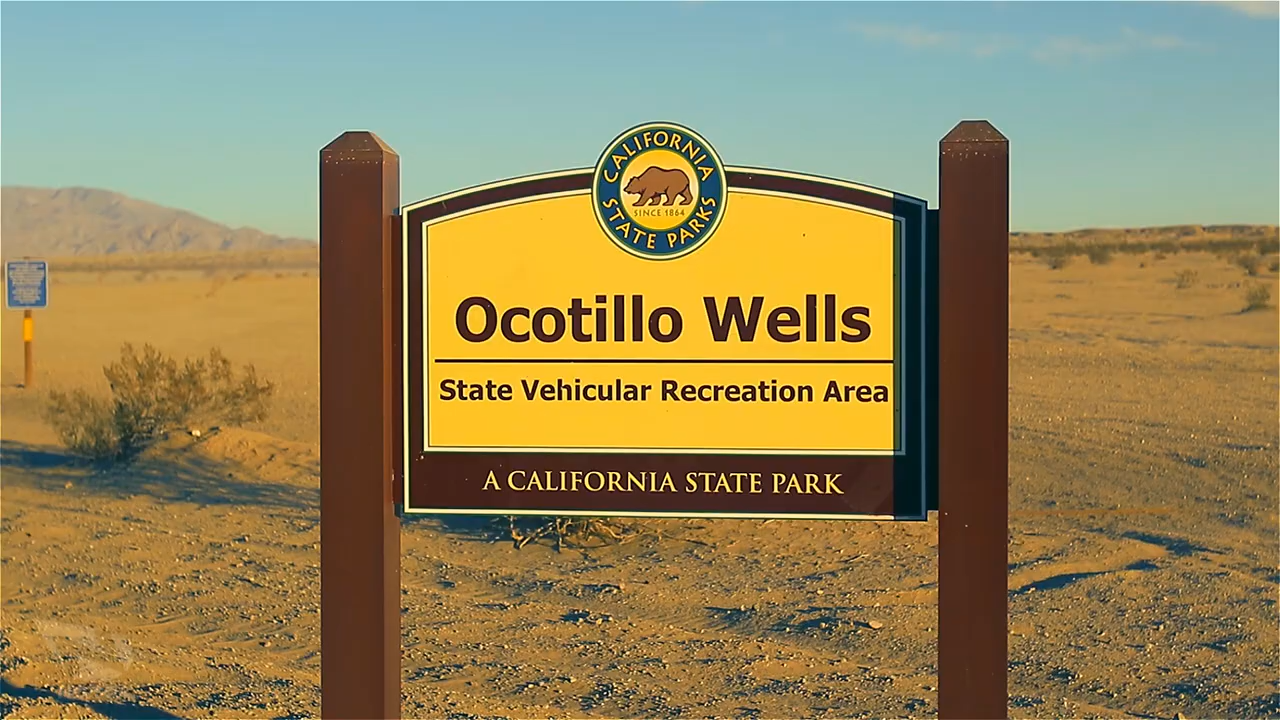 CALIFORNIA
SINCE 1864
STATE PARKS
Ocotillo Wells
State Vehicular Recreation Area
A CALIFORNIA STATE PARK